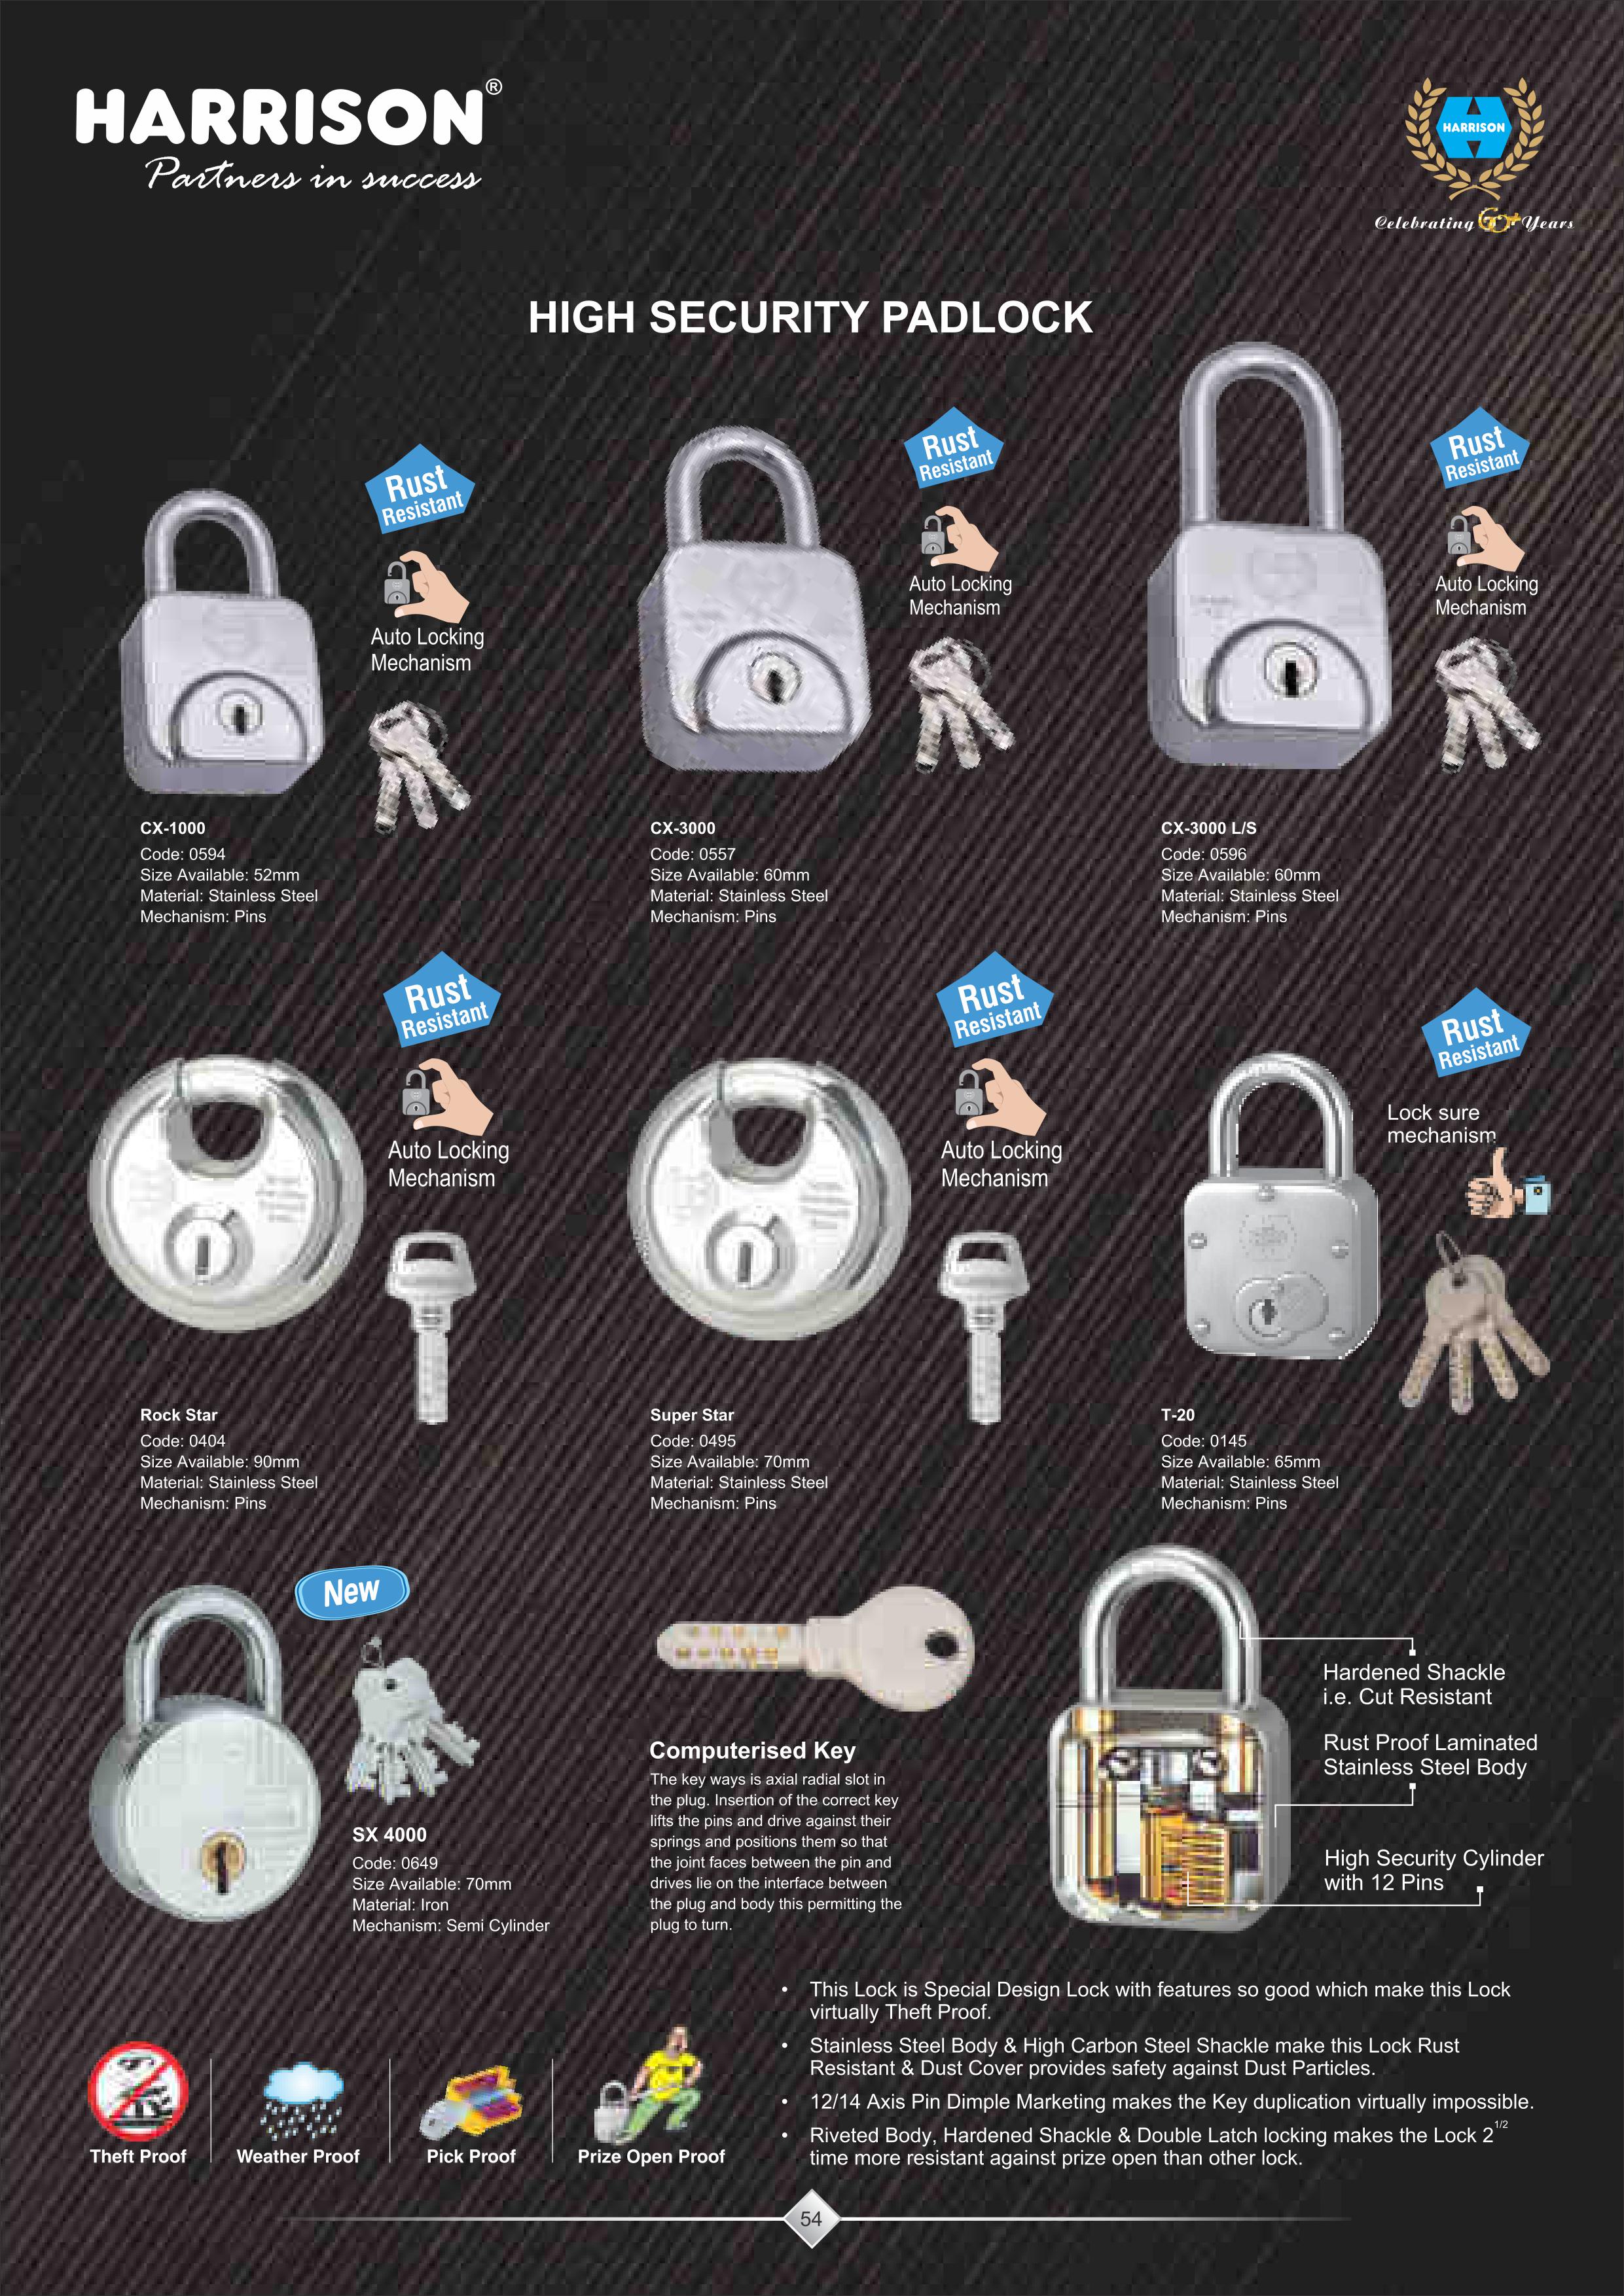 HARRISON®
Partners in success
HARRISON
Celebrating 60+ Years
HIGH SECURITY PADLOCK
Rust
Resistant
Auto Locking
Mechanism
CX-1000
Code: 0594
Size Available: 52mm
Material: Stainless Steel
Mechanism: Pins
Rust
Resistant
Auto Locking
Mechanism
CX-3000
Code: 0557
Size Available: 60mm
Material: Stainless Steel
Mechanism: Pins
Rust
Resistant
Auto Locking
Mechanism
CX-3000 L/S
Code: 0596
Size Available: 60mm
Material: Stainless Steel
Mechanism: Pins
Rust
Resistant
Auto Locking
Mechanism
Rock Star
Code: 0404
Size Available: 90mm
Material: Stainless Steel
Mechanism: Pins
Rust
Resistant
Auto Locking
Mechanism
Super Star
Code: 0495
Size Available: 70mm
Material: Stainless Steel
Mechanism: Pins
Rust
Resistant
Lock sure
mechanism
T-20
Code: 0145
Size Available: 65mm
Material: Stainless Steel
Mechanism: Pins
New
SX 4000
Code: 0649
Size Available: 70mm
Material: Iron
Mechanism: Semi Cylinder
Computerised Key
The key ways is axial radial slot in
the plug. Insertion of the correct key
lifts the pins and drive against their
springs and positions them so that
the joint faces between the pin and
drives lie on the interface between
the plug and body this permitting the
plug to turn.
Hardened Shackle
i.e. Cut Resistant
Rust Proof Laminated
Stainless Steel Body
High Security Cylinder
with 12 Pins
• This Lock is Special Design Lock with features so good which make this Lock
virtually Theft Proof.
• Stainless Steel Body & High Carbon Steel Shackle make this Lock Rust
Resistant & Dust Cover provides safety against Dust Particles.
• 12/14 Axis Pin Dimple Marketing makes the Key duplication virtually impossible.
• Riveted Body, Hardened Shackle & Double Latch locking makes the Lock 2 1/2
time more resistant against prize open than other lock.
Theft Proof
Weather Proof
Pick Proof
Prize Open Proof
54